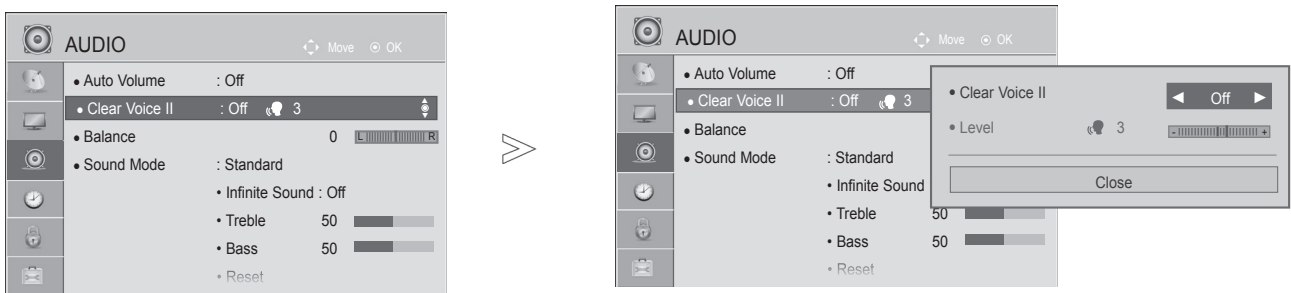 AUDIO
Move OK
• Auto Volume : Off
• Clear Voice II : Off 3
• Balance 0 L R
• Sound Mode : Standard
• Infinite Sound : Off
• Treble 50
• Bass 50
• Reset
AUDIO
Move OK
• Auto Volume : Off
• Clear Voice II : Off 3
• Balance
• Sound Mode : Standard
• Infinite Sound
• Treble 50
• Bass 50
• Reset
• Clear Voice II ◀ Off ▶
• Level 3 - +
Close